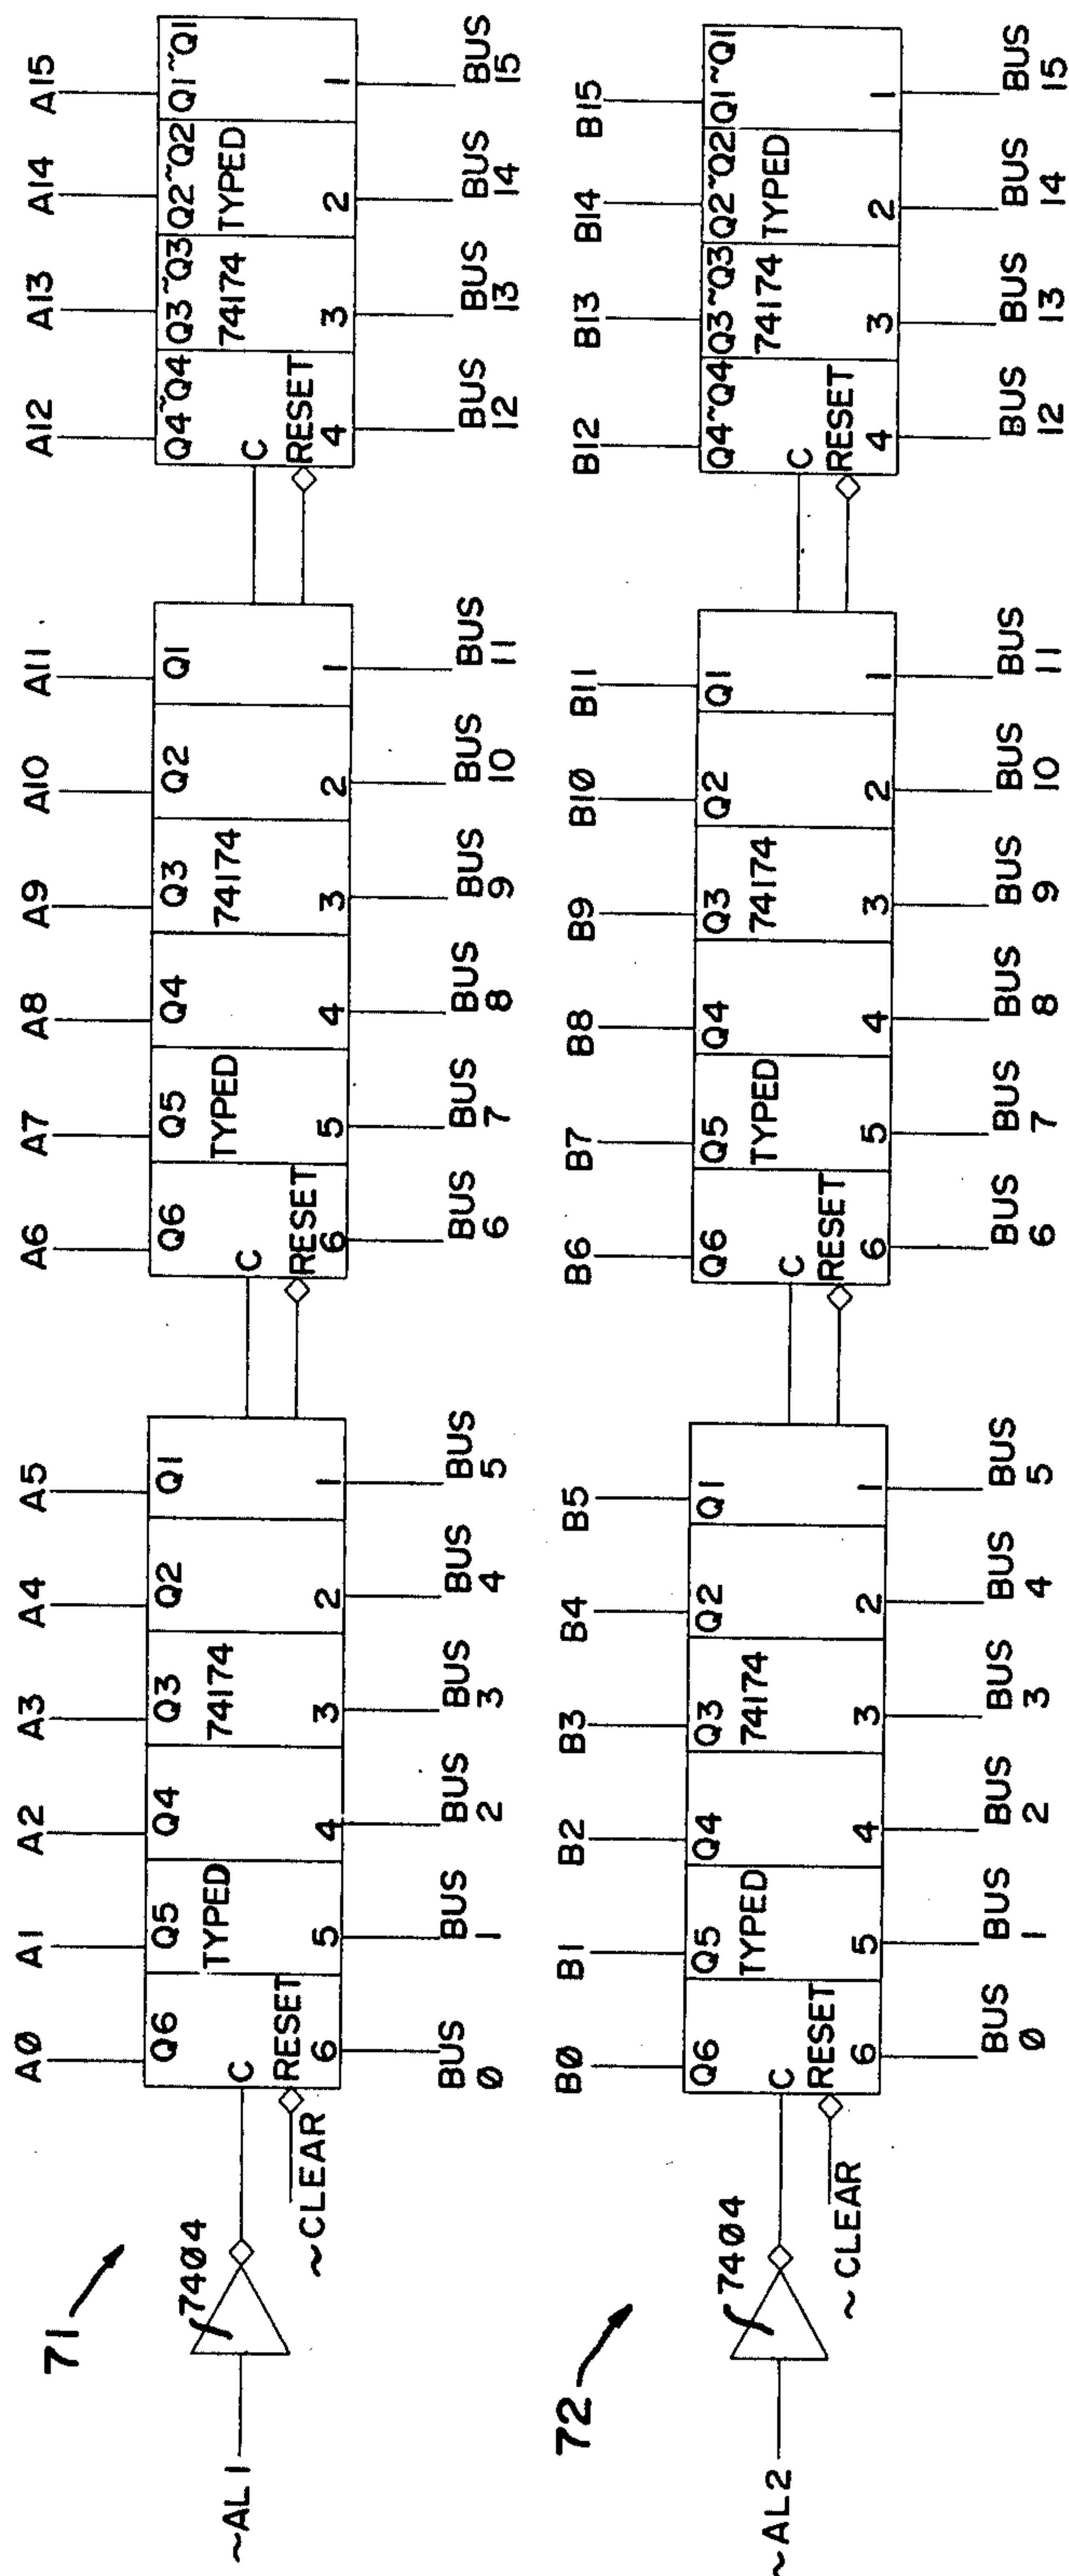 71
AØ A1 A2 A3 A4 A5 A6 A7 A8 A9 A10 A11 A12 A13 A14 A15
Q6 Q5 Q4 Q3 Q2 Q1 Q6 Q5 Q4 Q3 Q2 Q1 Q4 ~Q4 Q3 ~Q3 Q2 ~Q2 Q1 ~Q1
74Ø4 TYPED 74174 TYPED 74174 74174 TYPED
~AL1 C C C
~CLEAR RESET RESET RESET
6 5 4 3 2 1 6 5 4 3 2 1 4 3 2 1
BUS BUS BUS BUS BUS BUS BUS BUS BUS BUS BUS BUS BUS BUS BUS BUS
Ø 1 2 3 4 5 6 7 8 9 10 11 12 13 14 15
72
BØ B1 B2 B3 B4 B5 B6 B7 B8 B9 B1Ø B11 B12 B13 B14 B15
Q6 Q5 Q4 Q3 Q2 Q1 Q6 Q5 Q4 Q3 Q2 Q1 Q4 ~Q4 Q3 ~Q3 Q2 ~Q2 Q1 ~Q1
74Ø4 TYPED 74174 TYPED 74174 74174 TYPED
~AL2 C C C
~CLEAR RESET RESET RESET
6 5 4 3 2 1 6 5 4 3 2 1 4 3 2 1
BUS BUS BUS BUS BUS BUS BUS BUS BUS BUS BUS BUS BUS BUS BUS BUS
Ø 1 2 3 4 5 6 7 8 9 10 11 12 13 14 15